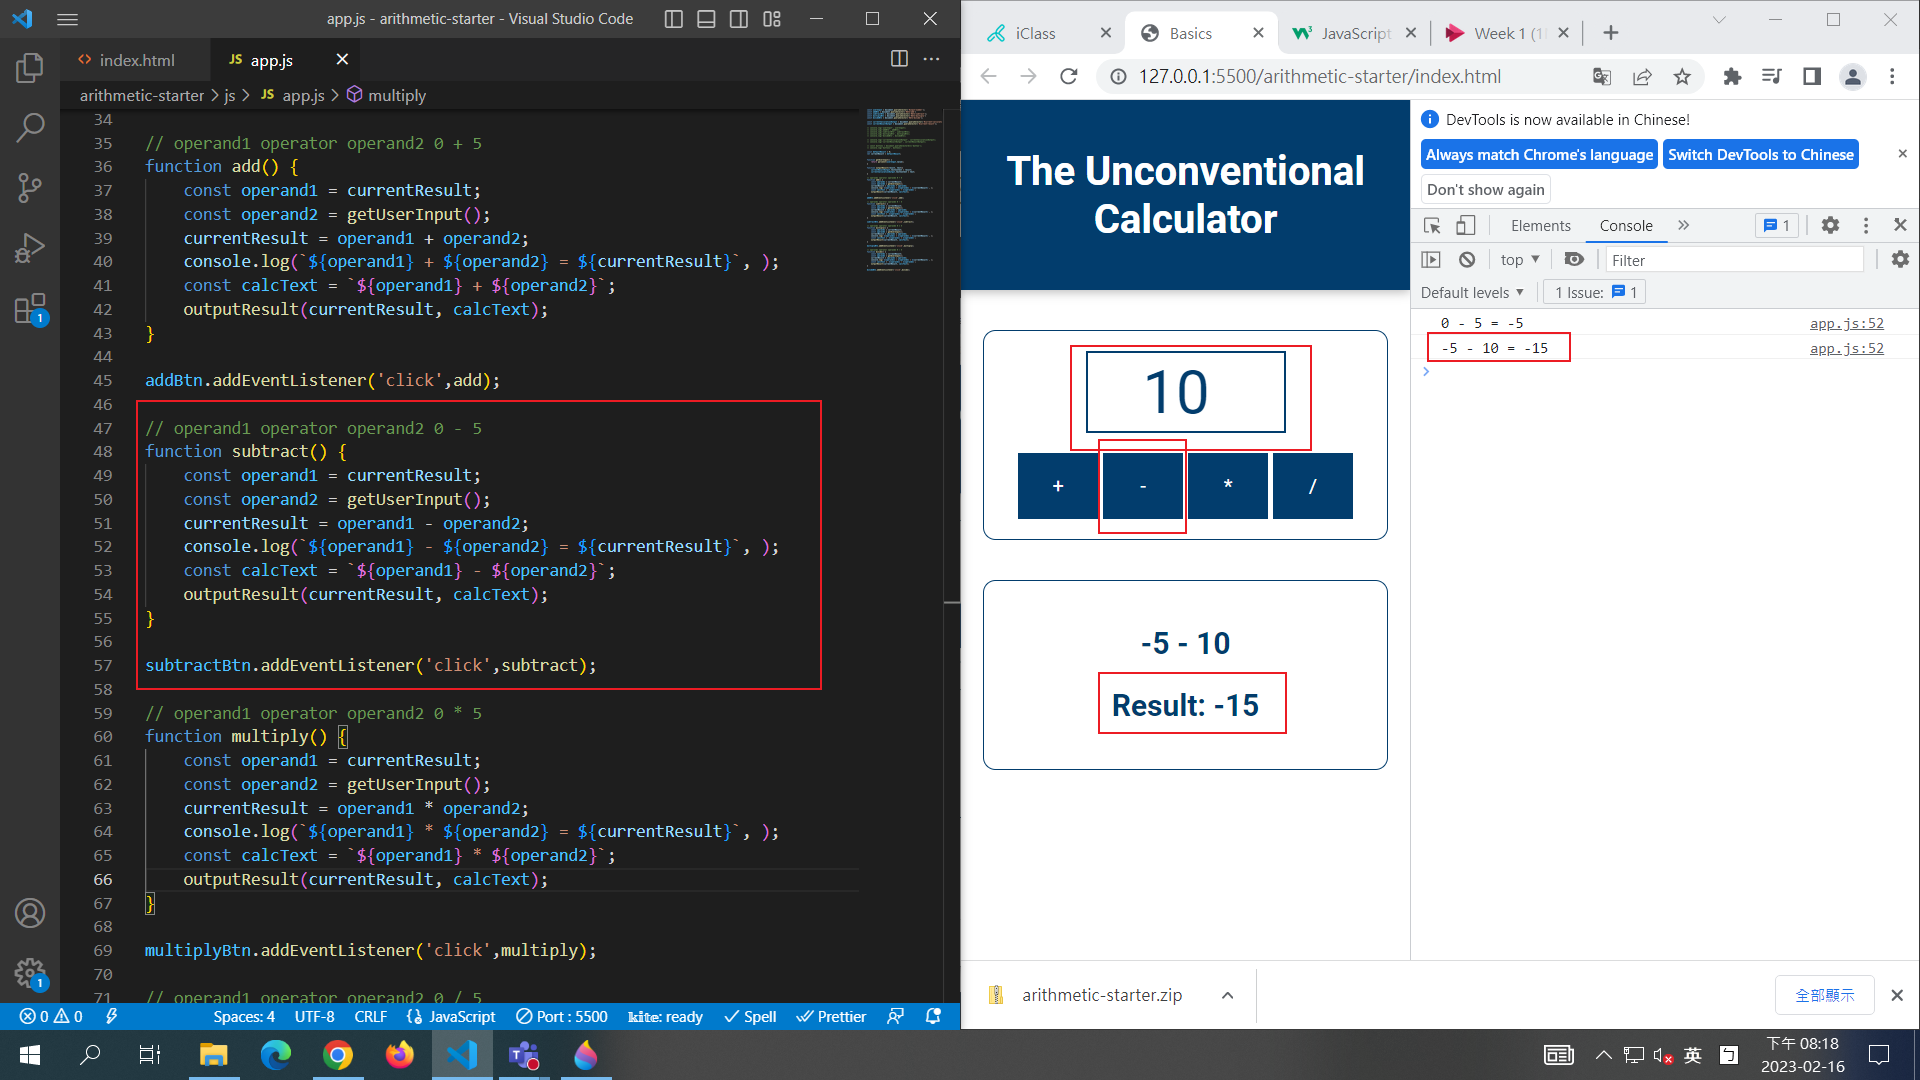 app.js - arithmetic-starter - Visual Studio Code
index.html
JS app.js
arithmetic-starter > js > JS app.js > multiply
34
35 // operand1 operator operand2 0 + 5
36 function add() {
37 const operand1 = currentResult;
38 const operand2 = getUserInput();
39 currentResult = operand1 + operand2;
40 console.log(`${operand1} + ${operand2} = ${currentResult}`, );
41 const calcText = `${operand1} + ${operand2}`;
42 outputResult(currentResult, calcText);
43 }
44
45 addBtn.addEventListener('click',add);
46
47 // operand1 operator operand2 0 - 5
48 function subtract() {
49 const operand1 = currentResult;
50 const operand2 = getUserInput();
51 currentResult = operand1 - operand2;
52 console.log(`${operand1} - ${operand2} = ${currentResult}`, );
53 const calcText = `${operand1} - ${operand2}`;
54 outputResult(currentResult, calcText);
55 }
56
57 subtractBtn.addEventListener('click',subtract);
58
59 // operand1 operator operand2 0 * 5
60 function multiply() {
61 const operand1 = currentResult;
62 const operand2 = getUserInput();
63 currentResult = operand1 * operand2;
64 console.log(`${operand1} * ${operand2} = ${currentResult}`, );
65 const calcText = `${operand1} * ${operand2}`;
66 outputResult(currentResult, calcText);
67 }
68
69 multiplyBtn.addEventListener('click',multiply);
70
71 // operand1 operator operand2 0 / 5
1
1
0 0 Spaces: 4 UTF-8 CRLF JavaScript Port : 5500 kite: ready Spell Prettier
iClass
Basics
JavaScript
Week 1 (1
127.0.0.1:5500/arithmetic-starter/index.html
The Unconventional
Calculator
10
+ - * /
-5 - 10
Result: -15
DevTools is now available in Chinese!
Always match Chrome's language
Switch DevTools to Chinese
Don't show again
Elements Console 1
top Filter
Default levels 1 Issue: 1
0 - 5 = -5 app.js:52
-5 - 10 = -15 app.js:52
arithmetic-starter.zip
全部顯示
英
下午 08:18
2023-02-16